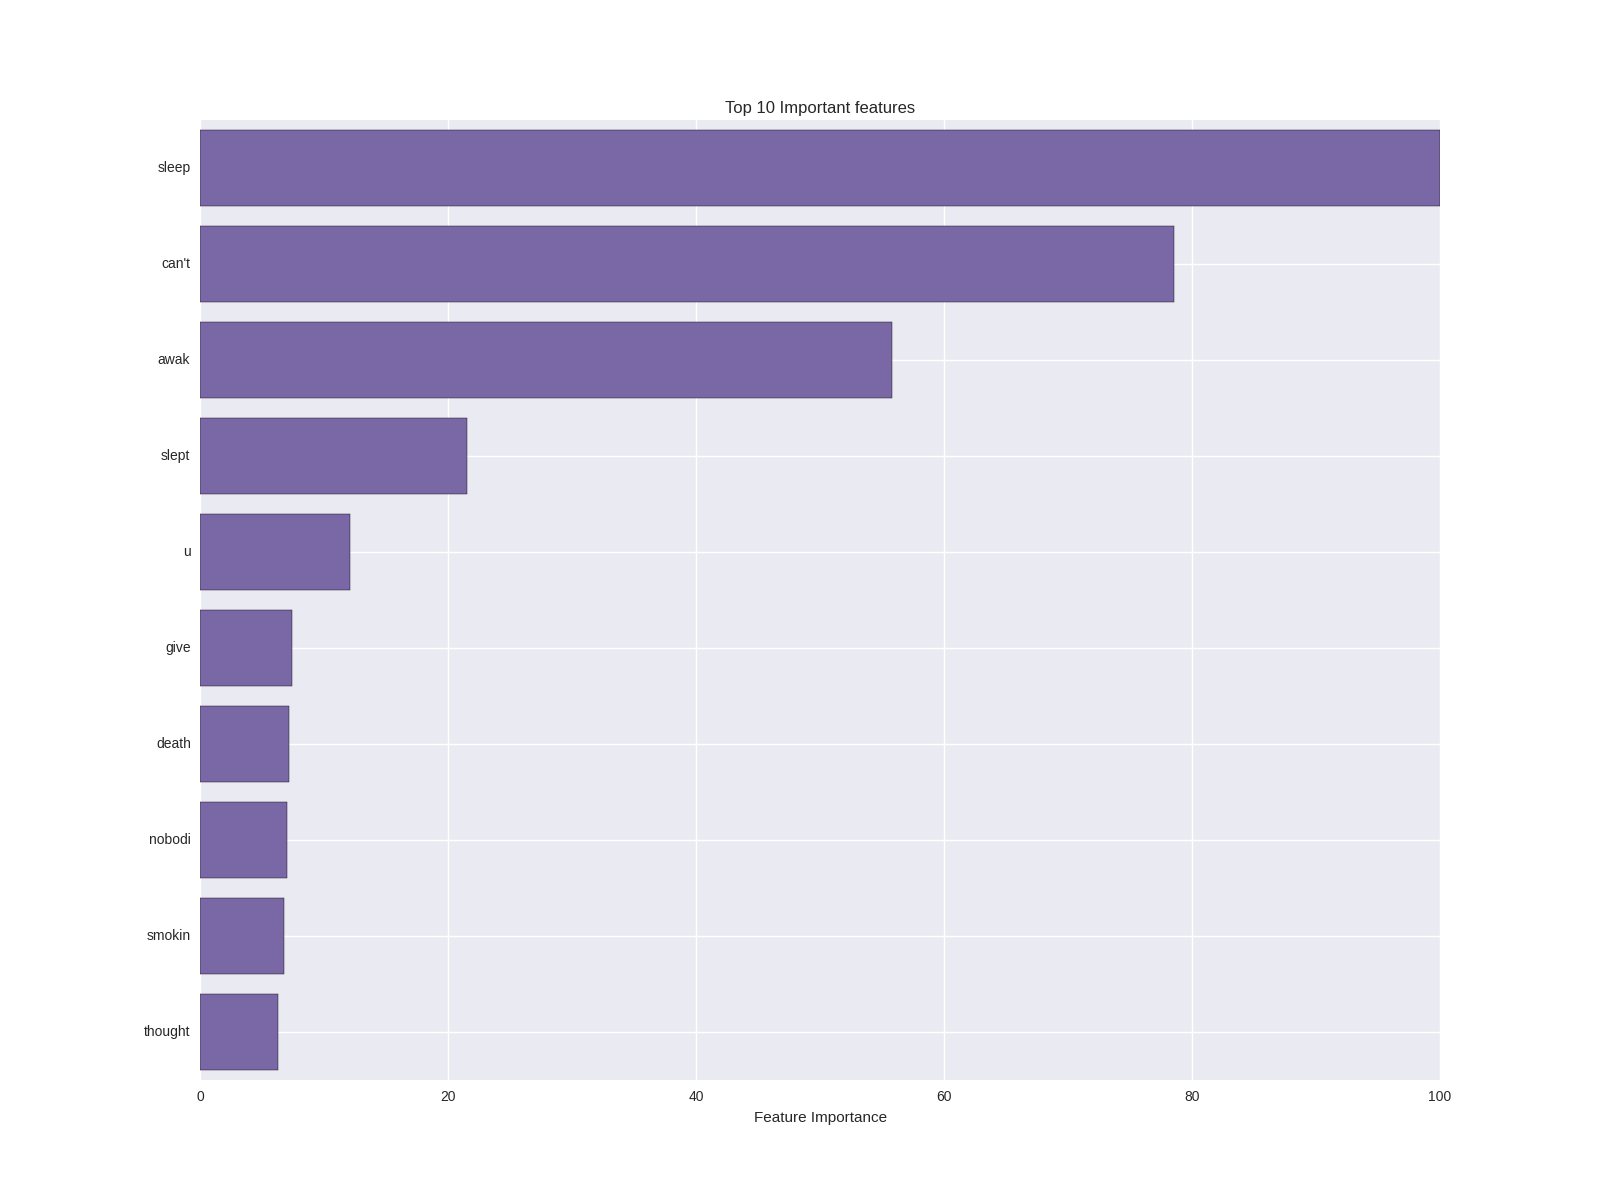 Top 10 Important features
sleep
can't
awak
slept
u
give
death
nobodi
smokin
thought
0 20 40 60 80 100
Feature Importance